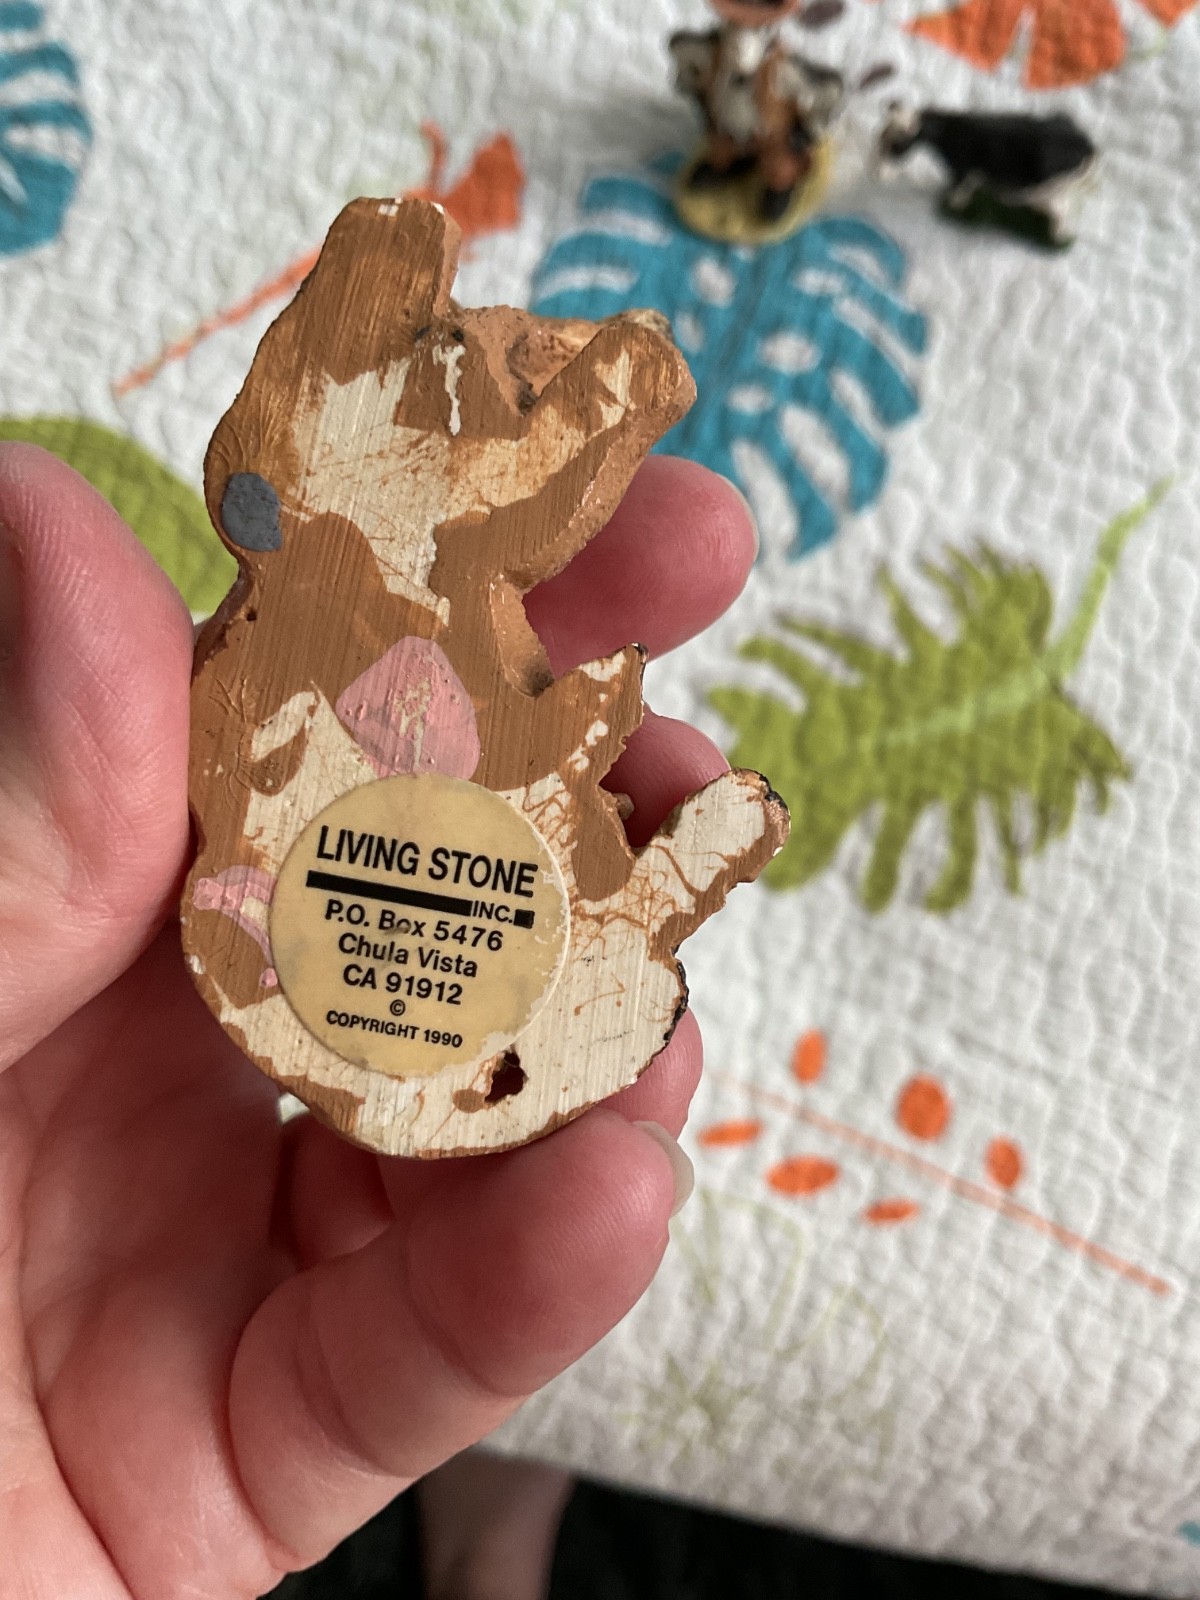 LIVING STONE
INC.
P.O. Box 5476
Chula Vista
CA 91912
©
COPYRIGHT 1990